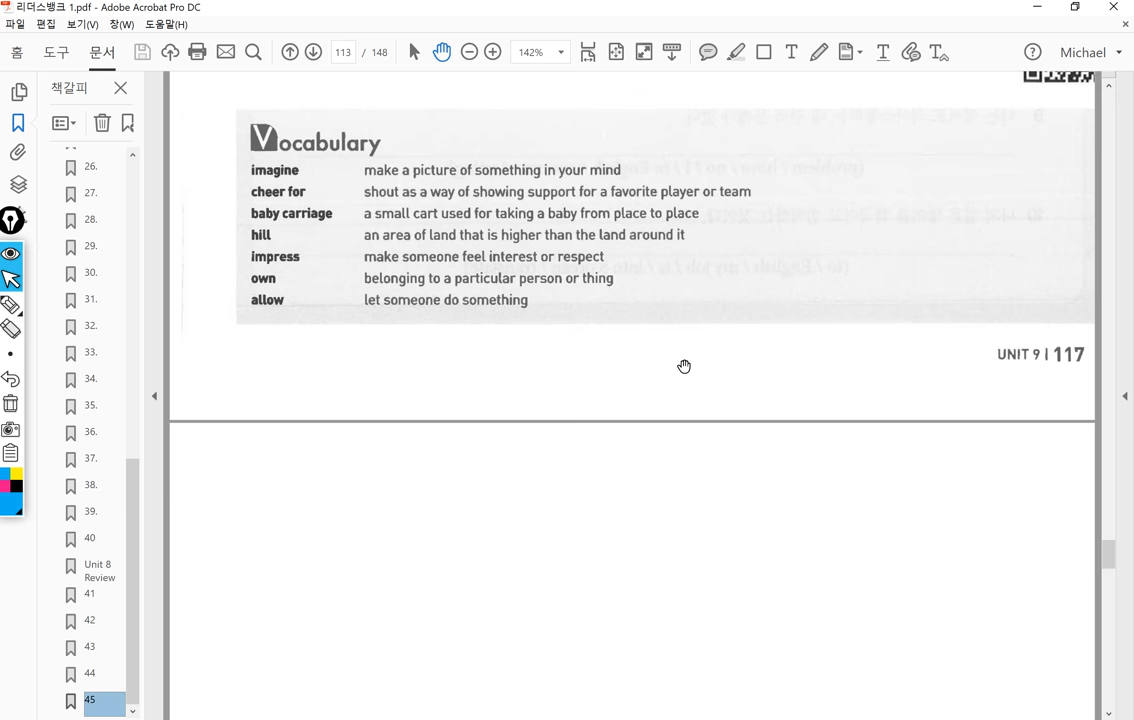 리더스뱅크 1.pdf - Adobe Acrobat Pro DC
파일 편집 보기(V) 창(W) 도움말(H)
홈 도구 문서 113 / 148 142% Michael
책갈피
26.
27.
28.
29.
30.
31.
32.
33.
34.
35.
36.
37.
38.
39.
40
Unit 8
Review
41
42
43
44
45
Vocabulary
imagine make a picture of something in your mind
cheer for shout as a way of showing support for a favorite player or team
baby carriage a small cart used for taking a baby from place to place
hill an area of land that is higher than the land around it
impress make someone feel interest or respect
own belonging to a particular person or thing
allow let someone do something
UNIT 9 | 117